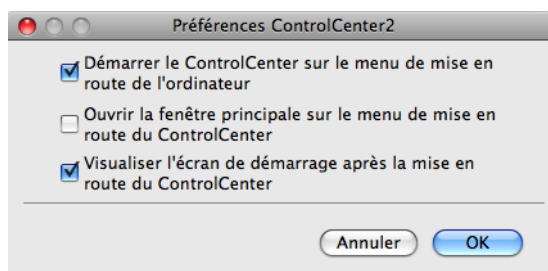 Préférences ControlCenter2
Démarrer le ControlCenter sur le menu de mise en
route de l'ordinateur
Ouvrir la fenêtre principale sur le menu de mise en
route du ControlCenter
Visualiser l'écran de démarrage après la mise en
route du ControlCenter
Annuler OK